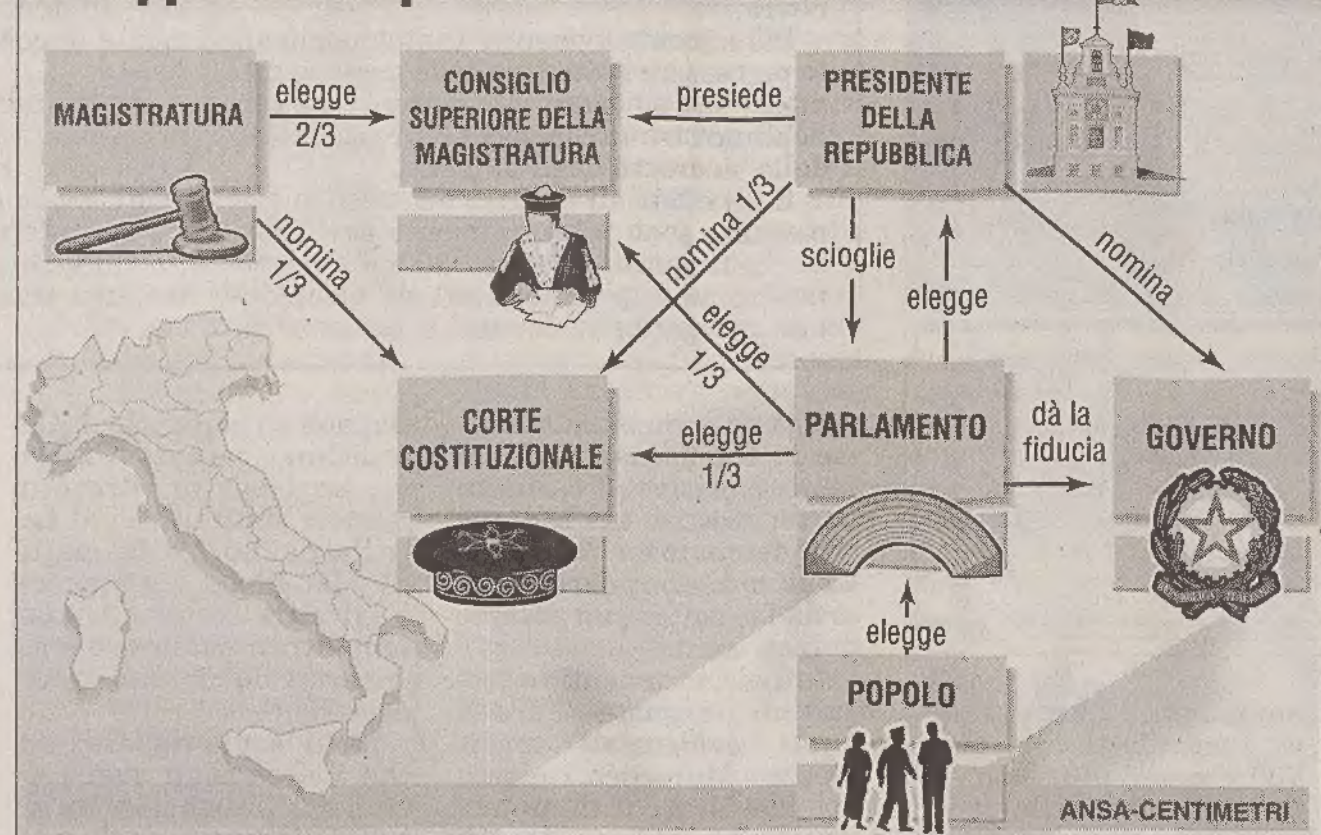 MAGISTRATURA
elegge
2/3
CONSIGLIO
SUPERIORE DELLA
MAGISTRATURA
presiede
PRESIDENTE
DELLA
REPUBBLICA
nomina
1/3
nomina 1/3
elegge
1/3
scioglie
elegge
nomina
CORTE
COSTITUZIONALE
elegge
1/3
PARLAMENTO
dà la
fiducia
GOVERNO
elegge
POPOLO
ANSA-CENTIMETRI